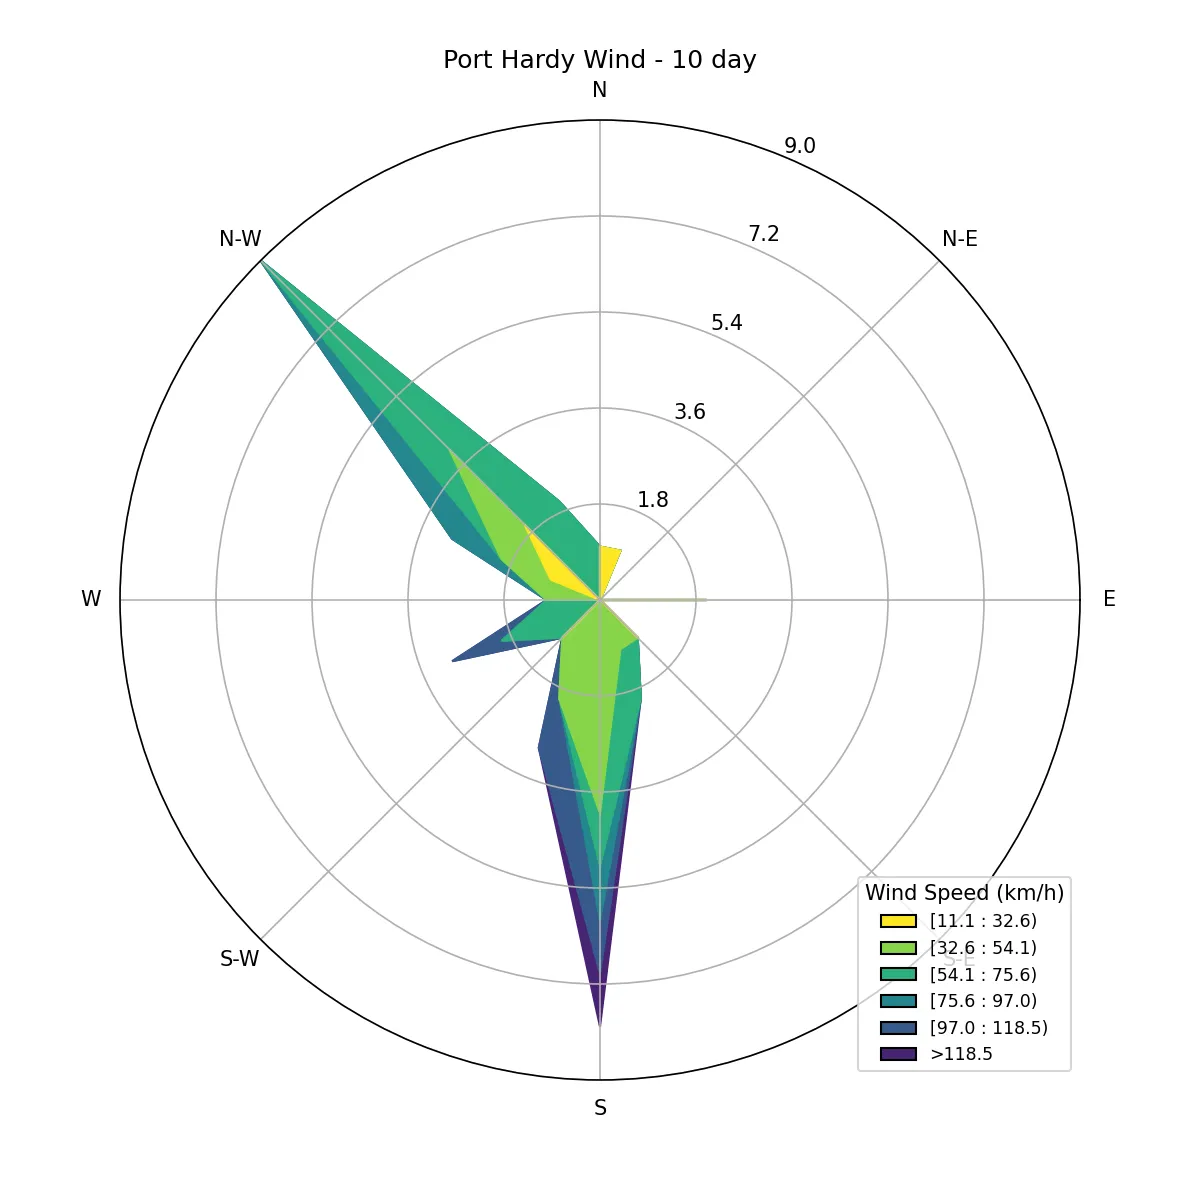 Port Hardy Wind - 10 day
N
9.0
N-W
N-E
7.2
5.4
3.6
1.8
W
E
S-W
S-E
Wind Speed (km/h)
[11.1 : 32.6)
[32.6 : 54.1)
[54.1 : 75.6)
[75.6 : 97.0)
[97.0 : 118.5)
>118.5
S